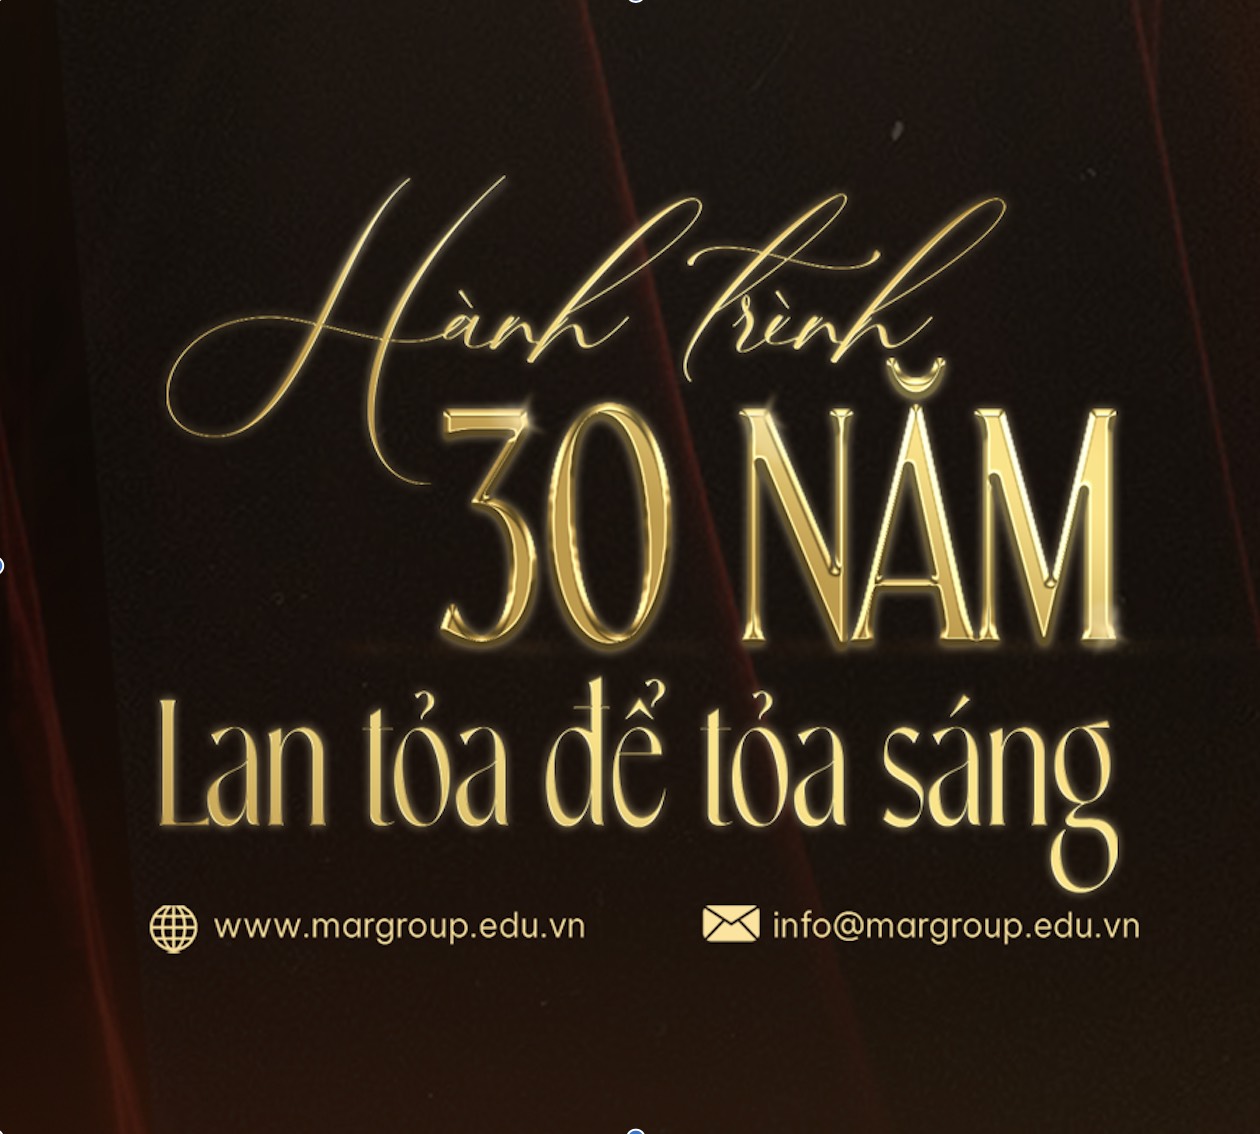 Hành trình
30 NĂM
Lan tỏa để tỏa sáng
www.margroup.edu.vn
info@margroup.edu.vn